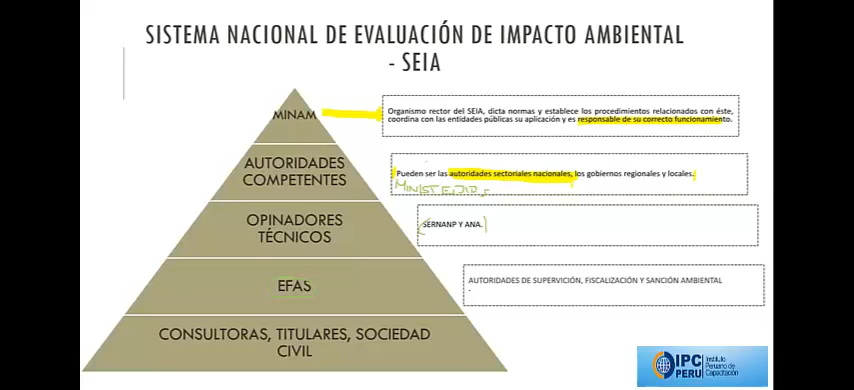 SISTEMA NACIONAL DE EVALUACIÓN DE IMPACTO AMBIENTAL
- SEIA
MINAM
Organismo rector del SEIA, dicta normas y establece los procedimientos relacionados con éste,
coordina con las entidades públicas su aplicación y es responsable de su correcto funcionamiento.
AUTORIDADES
COMPETENTES
Pueden ser las autoridades sectoriales nacionales, los gobiernos regionales y locales.
MINISTERIOS
OPINADORES
TÉCNICOS
SERNANP Y ANA.
EFAS
AUTORIDADES DE SUPERVICIÓN, FISCALIZACIÓN Y SANCIÓN AMBIENTAL
-
CONSULTORAS, TITULARES, SOCIEDAD
CIVIL
IPC
PERU
Instituto
Peruano de
Capacitación